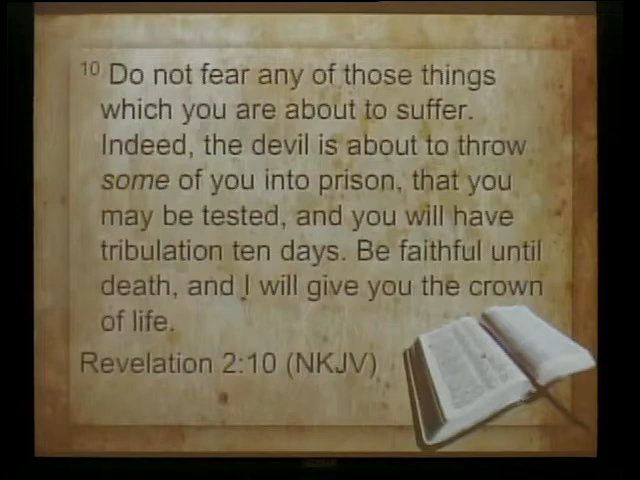 10 Do not fear any of those things
which you are about to suffer.
Indeed, the devil is about to throw
some of you into prison, that you
may be tested, and you will have
tribulation ten days. Be faithful until
death, and I will give you the crown
of life.
Revelation 2:10 (NKJV)